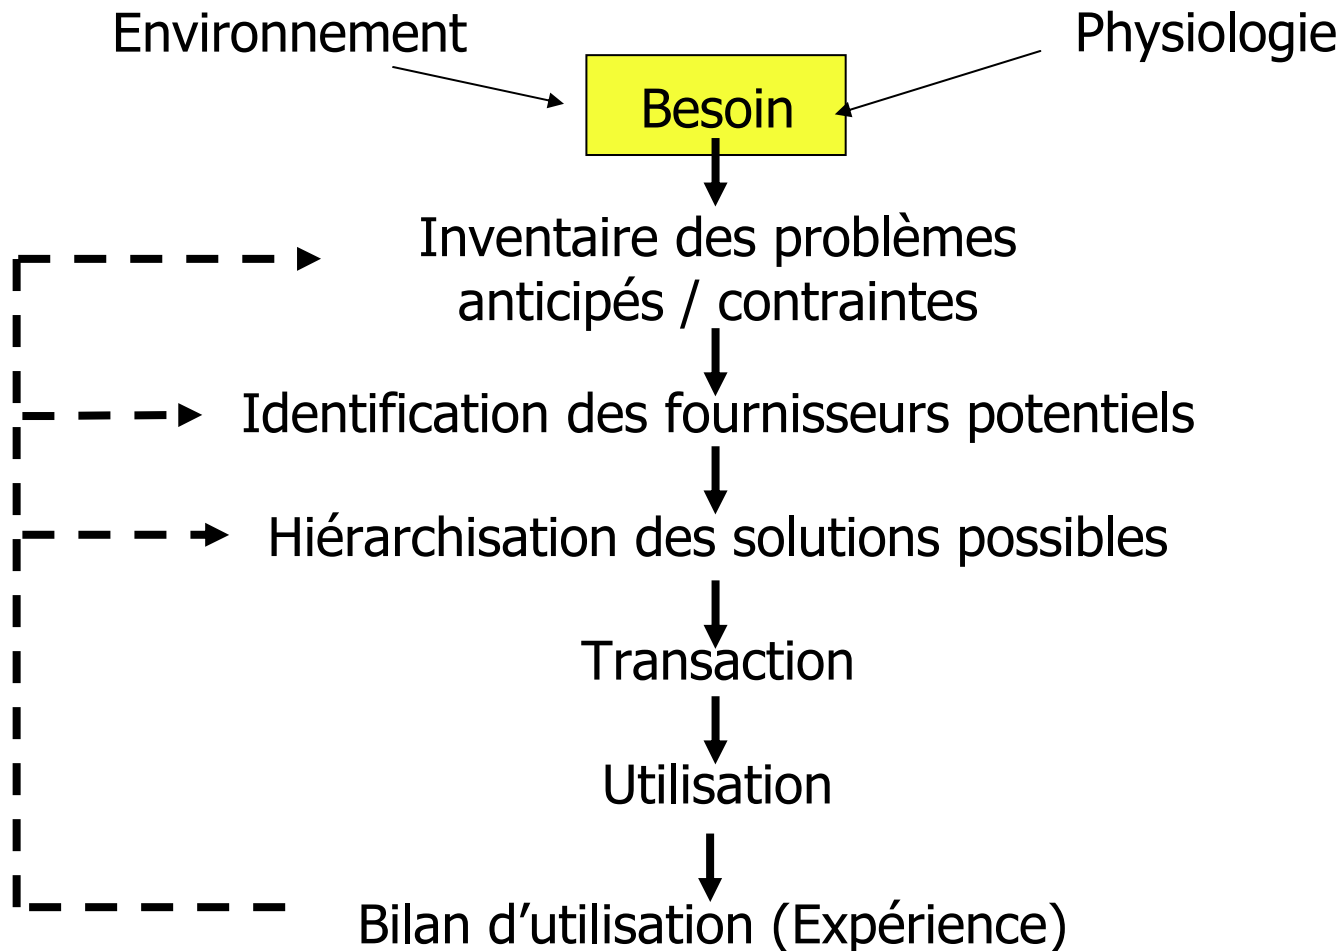 Environnement
Physiologie
Besoin
Inventaire des problèmes
anticipés / contraintes
Identification des fournisseurs potentiels
Hiérarchisation des solutions possibles
Transaction
Utilisation
Bilan d’utilisation (Expérience)